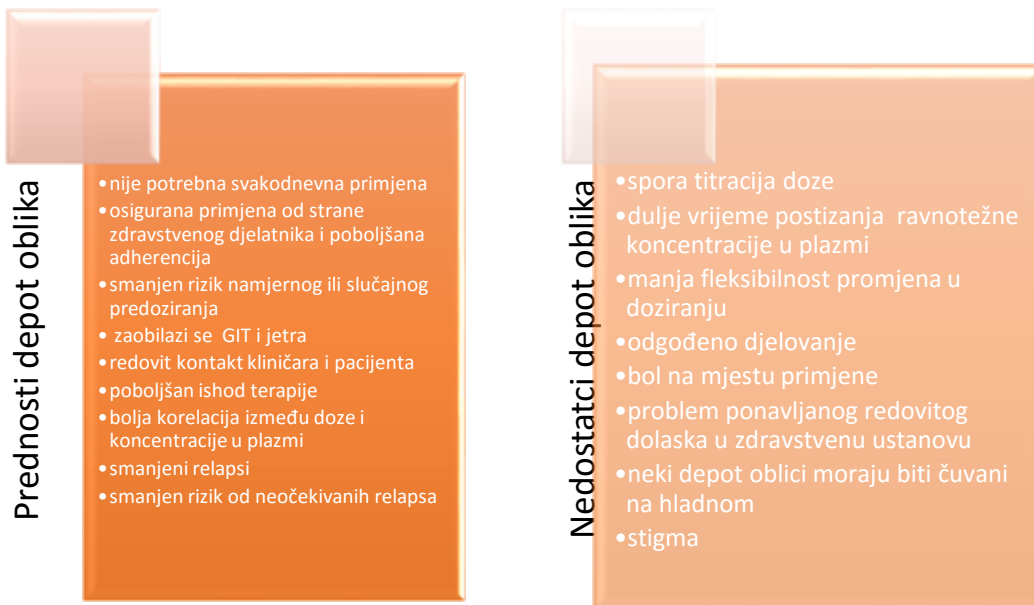 Prednosti depot oblika
•nije potrebna svakodnevna primjena
•osigurana primjena od strane
zdravstvenog djelatnika i poboljšana
adherencija
•smanjen rizik namjernog ili slučajnog
predoziranja
• zaobilazi se GIT i jetra
•redovit kontakt kliničara i pacijenta
•poboljšan ishod terapije
•bolja korelacija između doze i
koncentracije u plazmi
•smanjeni relapsi
•smanjen rizik od neočekivanih relapsa
Nedostatci depot oblika
•spora titracija doze
•dulje vrijeme postizanja ravnotežne
koncentracije u plazmi
•manja fleksibilnost promjena u
doziranju
•odgođeno djelovanje
•bol na mjestu primjene
•problem ponavljanog redovitog
dolaska u zdravstvenu ustanovu
•neki depot oblici moraju biti čuvani
na hladnom
•stigma